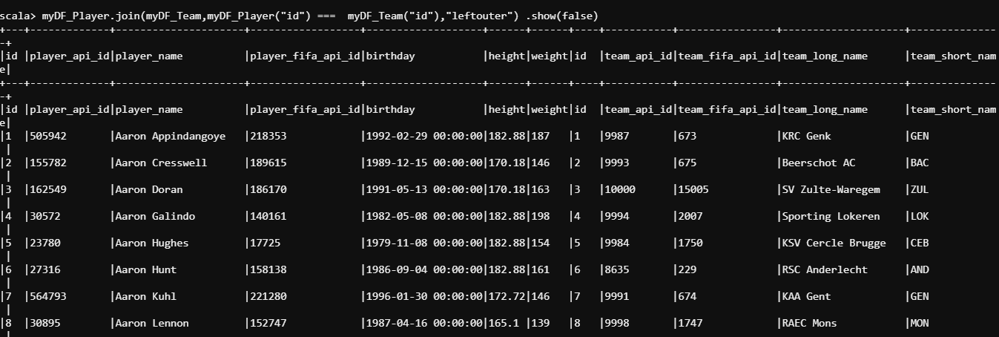 scala> myDF_Player.join(myDF_Team,myDF_Player("id") ===  myDF_Team("id"),"leftouter") .show(false)
+---+-------------+---------------------+------------------+-------------------+------+------+----+-----------+----------------+--------------------+--------------
-+
|id |player_api_id|player_name          |player_fifa_api_id|birthday           |height|weight|id  |team_api_id|team_fifa_api_id|team_long_name      |team_short_nam
e|
+---+-------------+---------------------+------------------+-------------------+------+------+----+-----------+----------------+--------------------+--------------
-+
|id |player_api_id|player_name          |player_fifa_api_id|birthday           |height|weight|id  |team_api_id|team_fifa_api_id|team_long_name      |team_short_nam
e|
|1  |505942       |Aaron Appindangoye   |218353            |1992-02-29 00:00:00|182.88|187   |1   |9987       |673             |KRC Genk            |GEN
 |
|2  |155782       |Aaron Cresswell      |189615            |1989-12-15 00:00:00|170.18|146   |2   |9993       |675             |Beerschot AC        |BAC
 |
|3  |162549       |Aaron Doran          |186170            |1991-05-13 00:00:00|170.18|163   |3   |10000      |15005           |SV Zulte-Waregem    |ZUL
 |
|4  |30572        |Aaron Galindo        |140161            |1982-05-08 00:00:00|182.88|198   |4   |9994       |2007            |Sporting Lokeren    |LOK
 |
|5  |23780        |Aaron Hughes         |17725             |1979-11-08 00:00:00|182.88|154   |5   |9984       |1750            |KSV Cercle Brugge   |CEB
 |
|6  |27316        |Aaron Hunt           |158138            |1986-09-04 00:00:00|182.88|161   |6   |8635       |229             |RSC Anderlecht      |AND
 |
|7  |564793       |Aaron Kuhl           |221280            |1996-01-30 00:00:00|172.72|146   |7   |9991       |674             |KAA Gent            |GEN
 |
|8  |30895        |Aaron Lennon         |152747            |1987-04-16 00:00:00|165.1 |139   |8   |9998       |1747            |RAEC Mons           |MON
 |